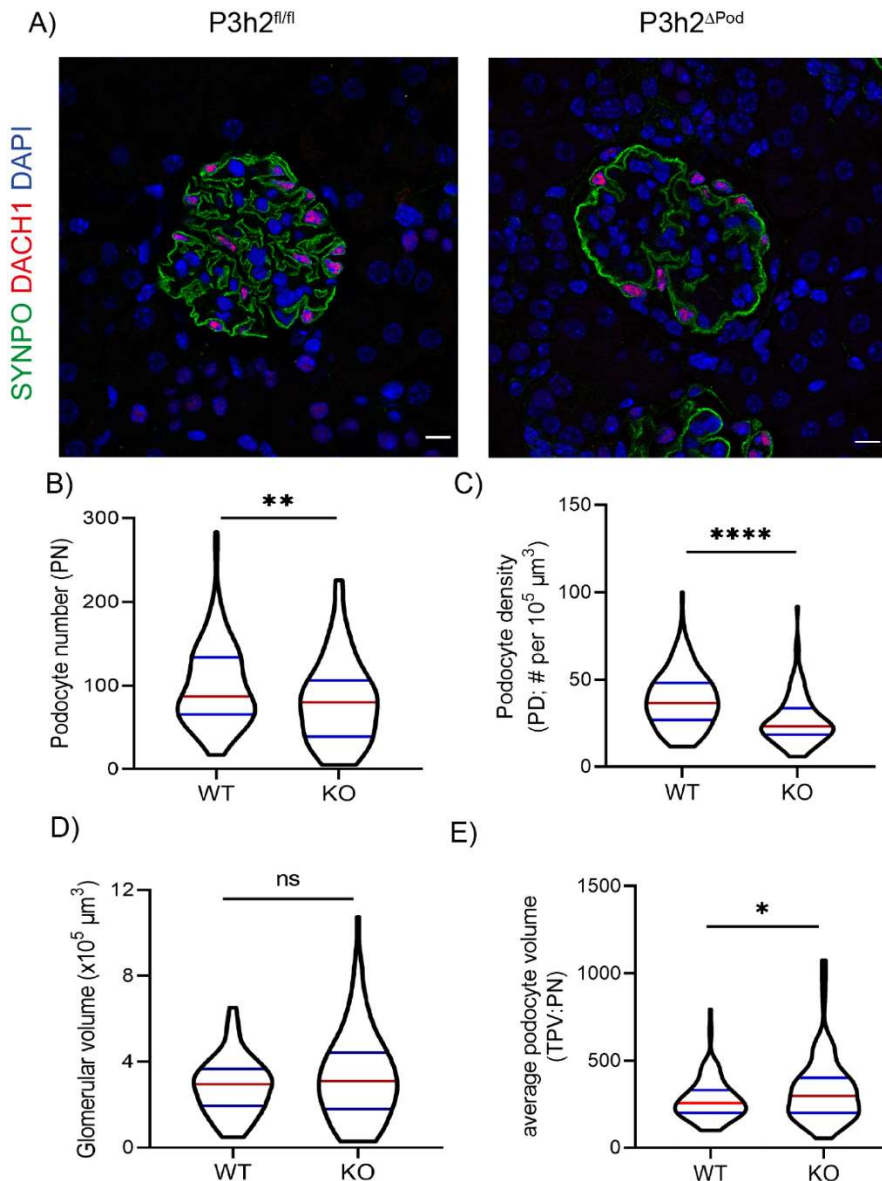 A)
P3h2fl/fl
P3h2ΔPod
SYNPO DACH1 DAPI
B)
**
Podocyte number (PN)
300
200
100
0
WT
KO
C)
****
Podocyte density
(PD; # per 10⁵ µm³)
150
100
50
0
WT
KO
D)
ns
Glomerular volume (x10⁵ µm³)
12
8
4
0
WT
KO
E)
*
average podocyte volume
(TPV:PN)
1500
1000
500
0
WT
KO